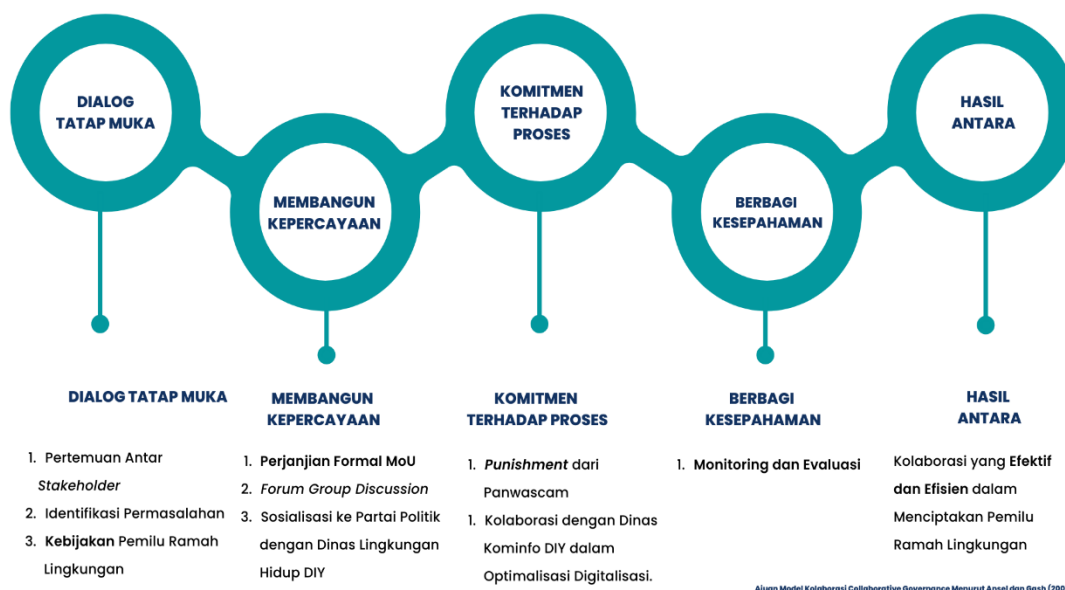 DIALOG
TATAP MUKA
MEMBANGUN
KEPERCAYAAN
KOMITMEN
TERHADAP
PROSES
BERBAGI
KESEPAHAMAN
HASIL
ANTARA
DIALOG TATAP MUKA
1. Pertemuan Antar
Stakeholder
2. Identifikasi Permasalahan
3. Kebijakan Pemilu Ramah
Lingkungan
MEMBANGUN
KEPERCAYAAN
1. Perjanjian Formal MoU
2. Forum Group Discussion
3. Sosialisasi ke Partai Politik
dengan Dinas Lingkungan
Hidup DIY
KOMITMEN
TERHADAP PROSES
1. Punishment dari
Panwascam
1. Kolaborasi dengan Dinas
Kominfo DIY dalam
Optimalisasi Digitalisasi.
BERBAGI
KESEPAHAMAN
1. Monitoring dan Evaluasi
HASIL
ANTARA
Kolaborasi yang Efektif
dan Efisien dalam
Menciptakan Pemilu
Ramah Lingkungan
Model Kolaborasi Collaborative Governance Menurut Ansel dan Gash (200